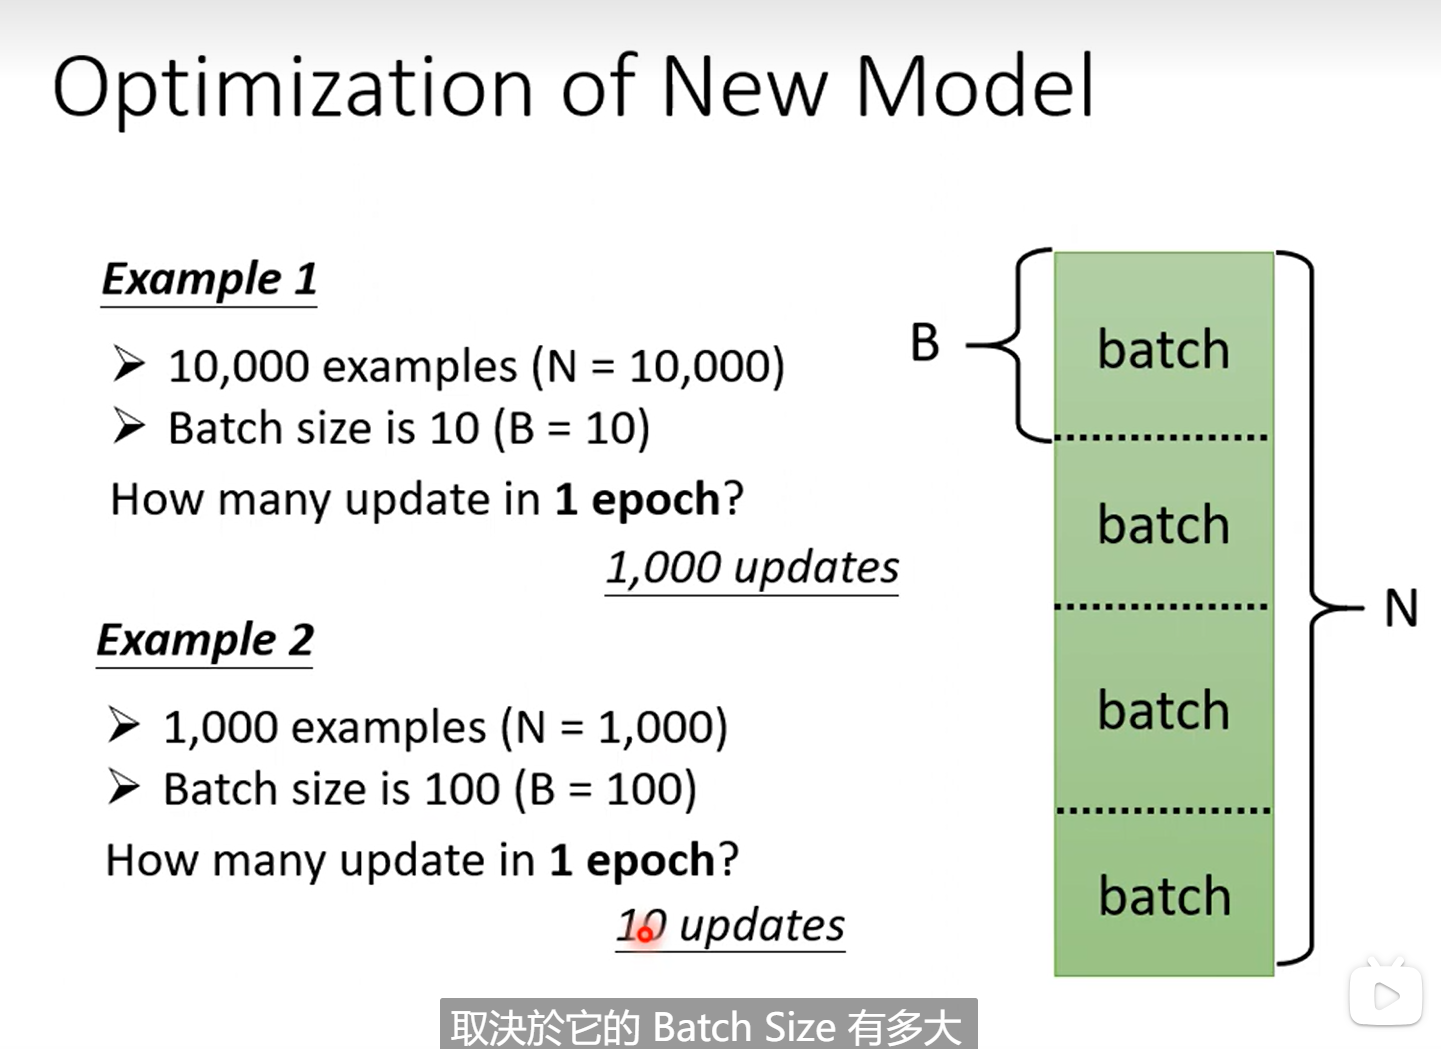 Optimization of New Model
Example 1
10,000 examples (N = 10,000)
Batch size is 10 (B = 10)
How many update in 1 epoch?
1,000 updates
Example 2
1,000 examples (N = 1,000)
Batch size is 100 (B = 100)
How many update in 1 epoch?
10 updates
B
batch
batch
batch
batch
N
取決於它的 Batch Size 有多大